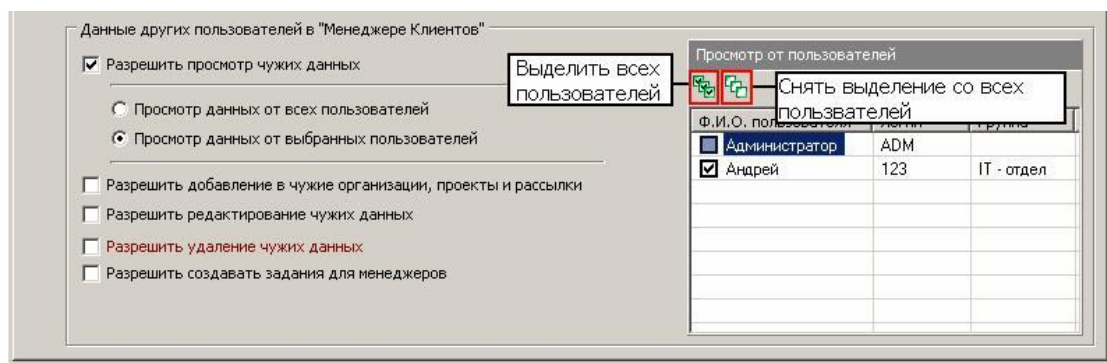 Данные других пользователей в "Менеджере Клиентов"
Разрешить просмотр чужих данных
Просмотр данных от всех пользователей
Просмотр данных от выбранных пользователей
Разрешить добавление в чужие организации, проекты и рассылки
Разрешить редактирование чужих данных
Разрешить удаление чужих данных
Разрешить создавать задания для менеджеров
Выделить всех
пользователей
Просмотр от пользователей
Снять выделение со всех
пользвателей
Ф.И.О.
Администратор ADM
Андрей 123 IT - отдел